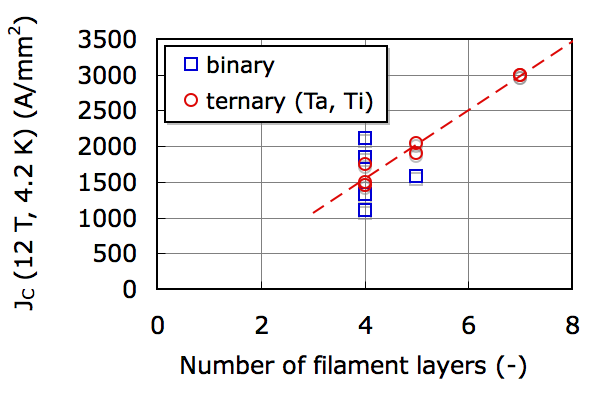 J_C (12 T, 4.2 K) (A/mm²)
3500
3000
2500
2000
1500
1000
500
0
binary
ternary (Ta, Ti)
0 2 4 6 8
Number of filament layers (-)